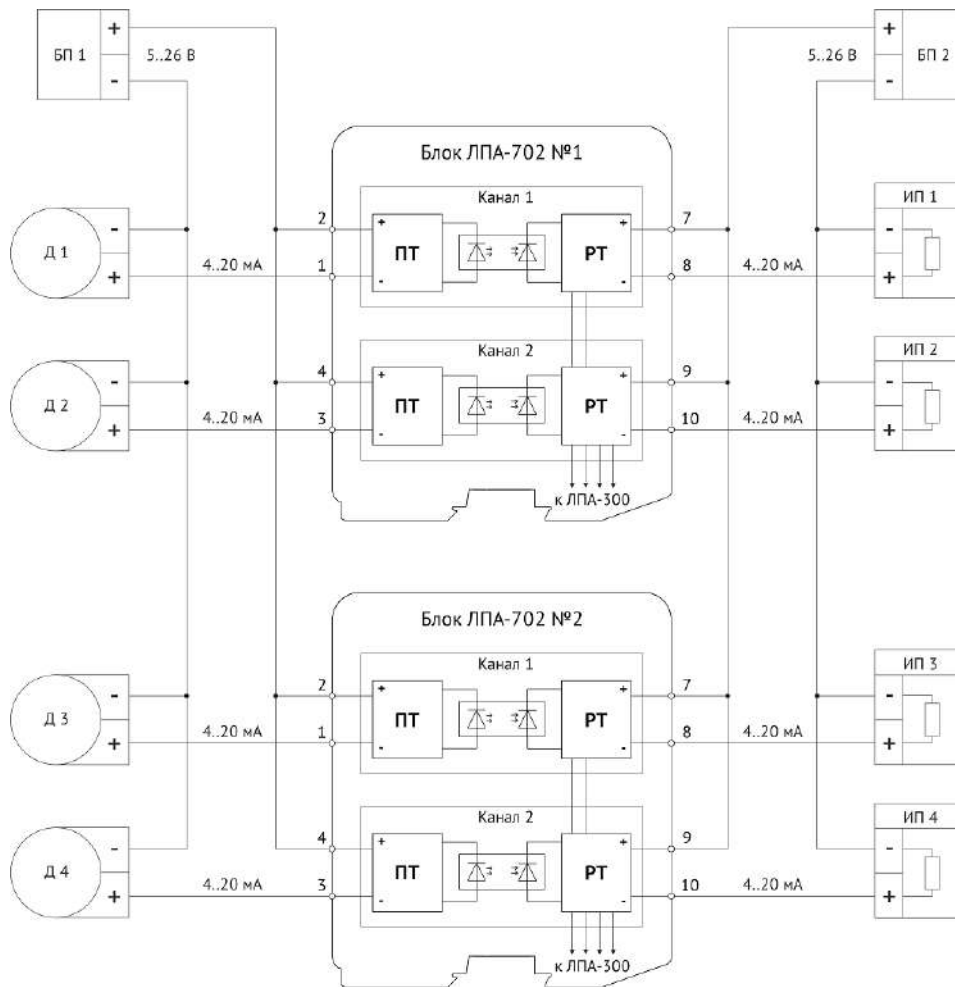 БП 1
+
-
5..26 В
5..26 В
+
-
БП 2
Блок ЛПА-702 №1
Канал 1
ИП 1
Д 1
-
+
4..20 мА
2
1
+
-
ПТ
РТ
+
-
7
8
4..20 мА
-
+
Канал 2
ИП 2
Д 2
-
+
4..20 мА
4
3
+
-
ПТ
РТ
+
-
9
10
4..20 мА
-
+
к ЛПА-300
Блок ЛПА-702 №2
Канал 1
ИП 3
Д 3
-
+
4..20 мА
2
1
+
-
ПТ
РТ
+
-
7
8
4..20 мА
-
+
Канал 2
ИП 4
Д 4
-
+
4..20 мА
4
3
+
-
ПТ
РТ
+
-
9
10
4..20 мА
-
+
к ЛПА-300